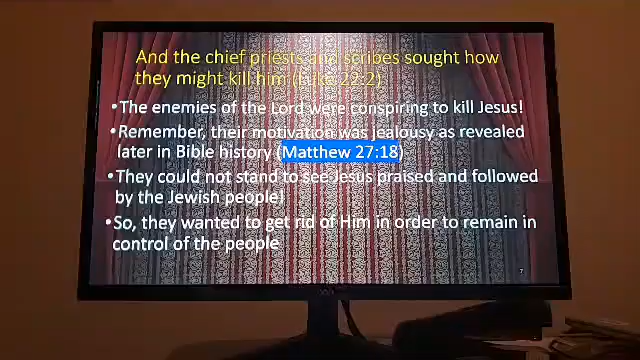 And the chief priests and scribes sought how
they might kill him (Luke 22:2)
• The enemies of the Lord were conspiring to kill Jesus!
• Remember, their motivation was jealousy as revealed
later in Bible history (Matthew 27:18)
• They could not stand to see Jesus praised and followed
by the Jewish people!
• So, they wanted to get rid of Him in order to remain in
control of the people
7